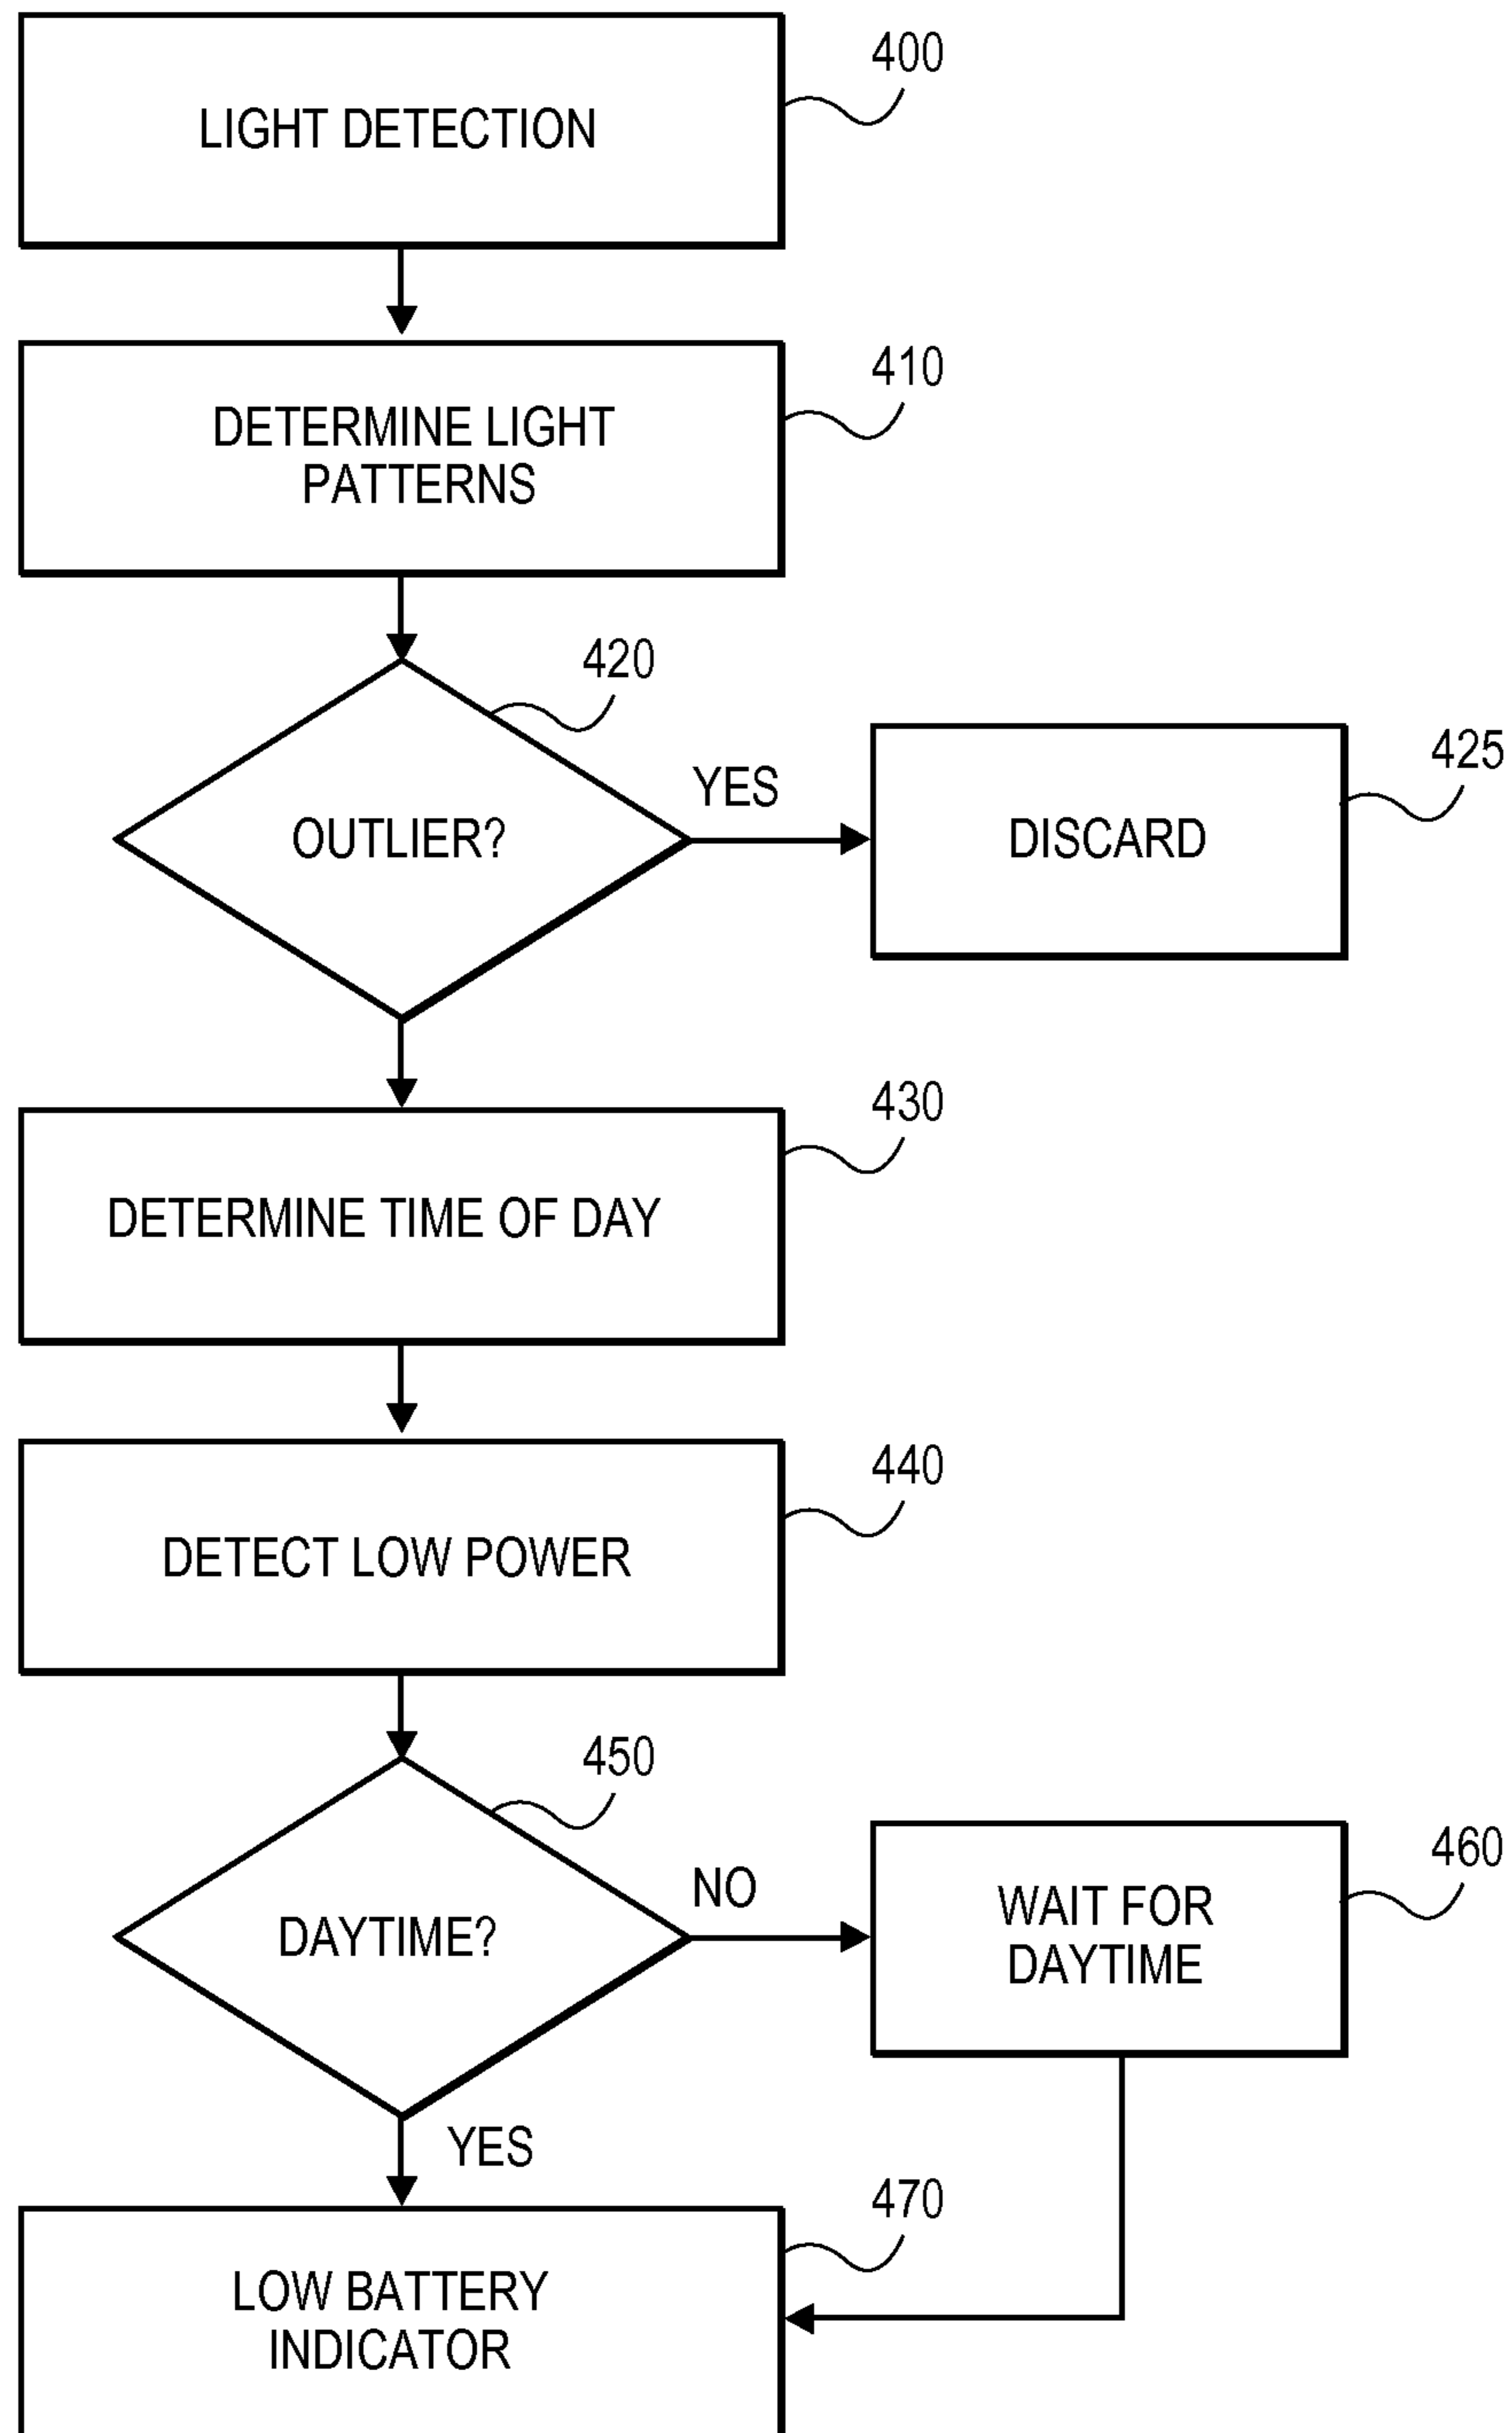 400
LIGHT DETECTION
410
DETERMINE LIGHT
PATTERNS
420
YES
425
OUTLIER?
DISCARD
430
DETERMINE TIME OF DAY
440
DETECT LOW POWER
450
NO
460
WAIT FOR
DAYTIME
DAYTIME?
YES
470
LOW BATTERY
INDICATOR